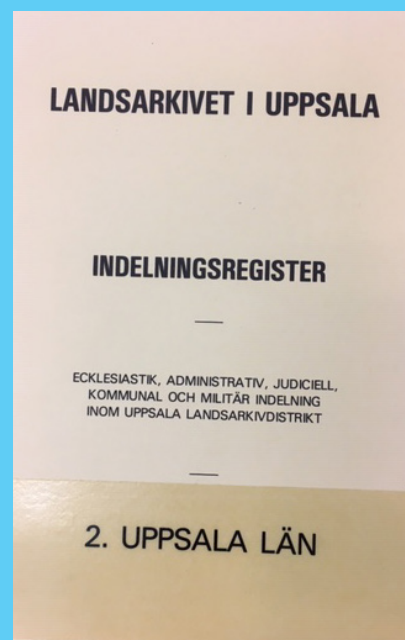 LANDSARKIVET I UPPSALA
INDELNINGSREGISTER
ECKLESIASTIK, ADMINISTRATIV, JUDICIELL,
KOMMUNAL OCH MILITÄR INDELNING
INOM UPPSALA LANDSARKIVDISTRIKT
2. UPPSALA LÄN